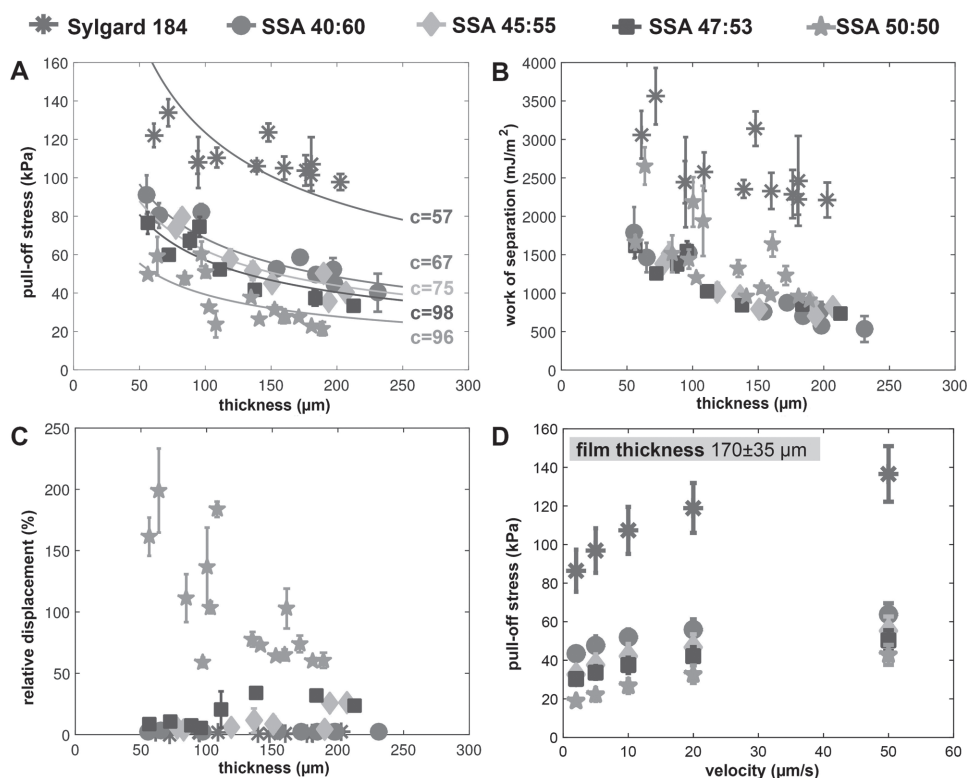 Sylgard 184 SSA 40:60 SSA 45:55 SSA 47:53 SSA 50:50
A
160
140
120
100
80
60
40
20
0
pull-off stress (kPa)
c=57
c=67
c=75
c=98
c=96
0 50 100 150 200 250 300
thickness (µm)
B
4000
3500
3000
2500
2000
1500
1000
500
0
work of separation (mJ/m²)
0 50 100 150 200 250 300
thickness (µm)
C
250
200
150
100
50
0
relative displacement (%)
0 50 100 150 200 250 300
thickness (µm)
D
film thickness 170±35 µm
160
140
120
100
80
60
40
20
0
pull-off stress (kPa)
0 10 20 30 40 50 60
velocity (µm/s)